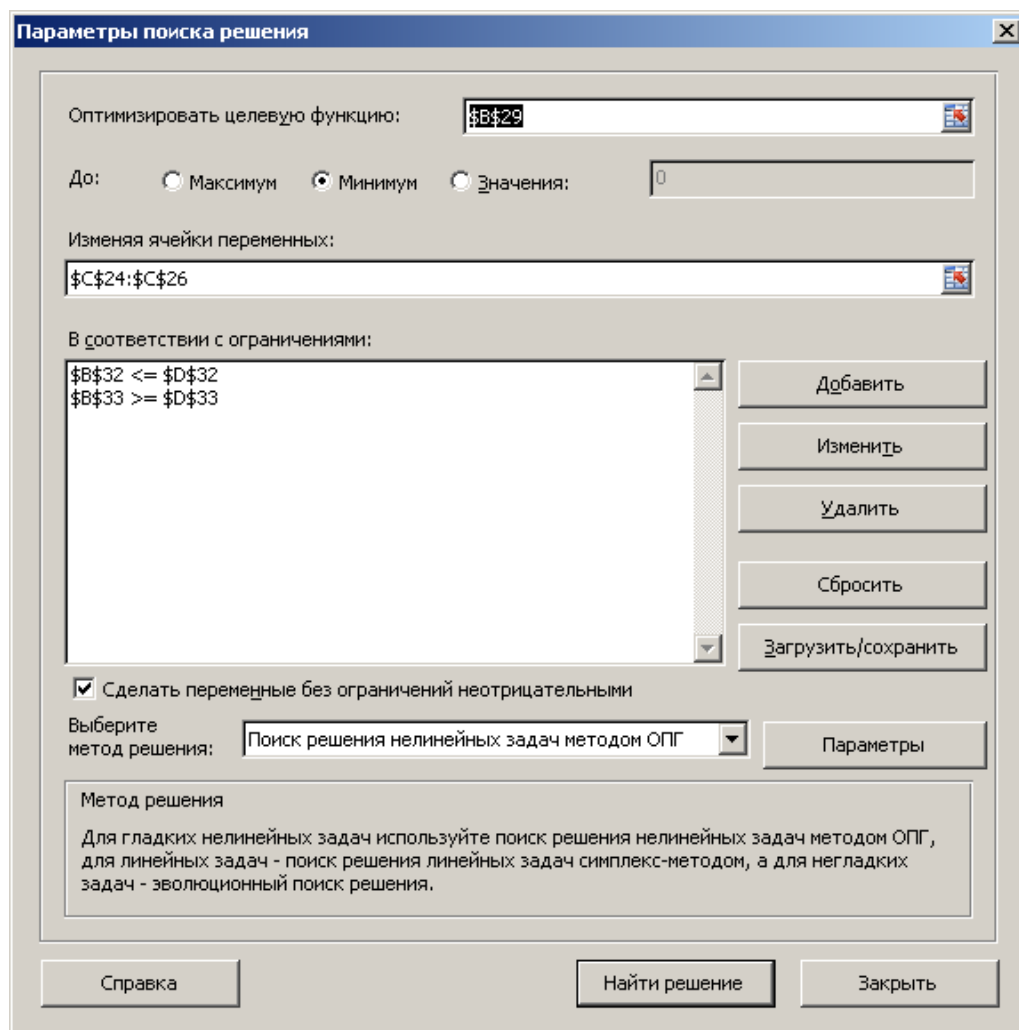 Параметры поиска решения
Оптимизировать целевую функцию: $B$29
До: Максимум Минимум Значения: 0
Изменяя ячейки переменных:
$C$24:$C$26
В соответствии с ограничениями:
$B$32 <= $D$32
$B$33 >= $D$33
Добавить
Изменить
Удалить
Сбросить
Загрузить/сохранить
Сделать переменные без ограничений неотрицательными
Выберите
метод решения:
Поиск решения нелинейных задач методом ОПГ
Параметры
Метод решения
Для гладких нелинейных задач используйте поиск решения нелинейных задач методом ОПГ,
для линейных задач - поиск решения линейных задач симплекс-методом, а для негладких
задач - эволюционный поиск решения.
Справка
Найти решение
Закрыть